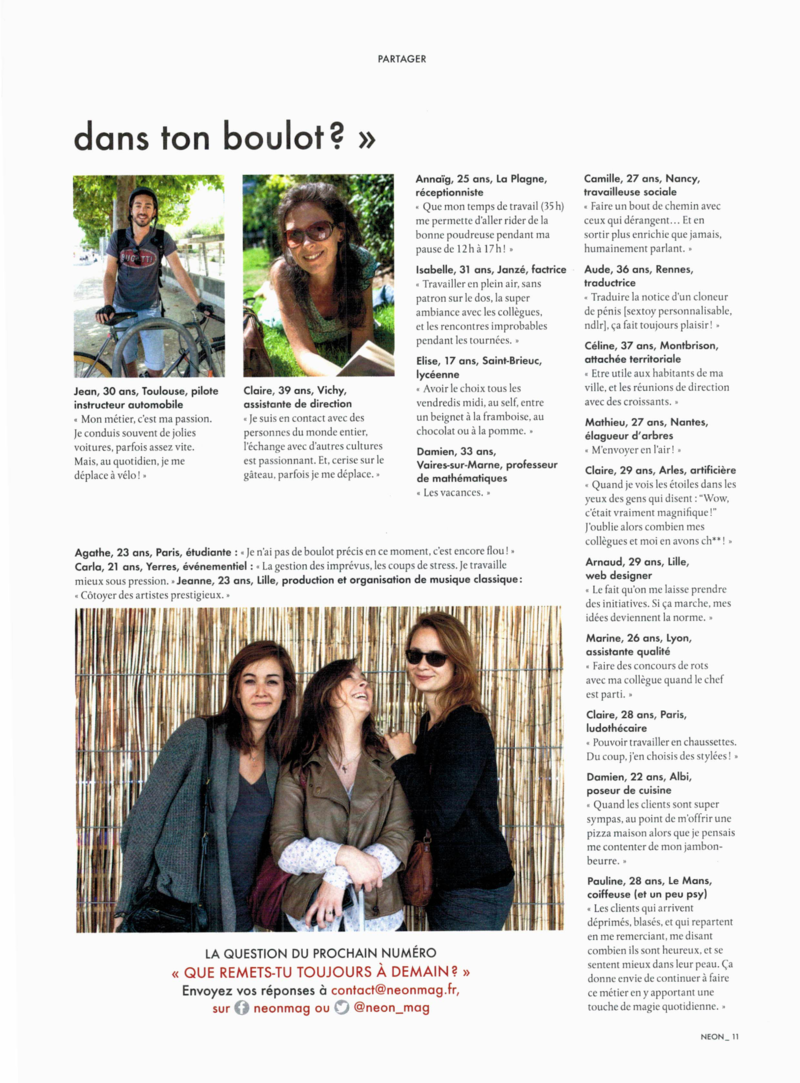 PARTAGER
dans ton boulot ? »
Jean, 30 ans, Toulouse, pilote
instructeur automobile
« Mon métier, c'est ma passion.
Je conduis souvent de jolies
voitures, parfois assez vite.
Mais, au quotidien, je me
déplace à vélo ! »
Claire, 39 ans, Vichy,
assistante de direction
« Je suis en contact avec des
personnes du monde entier,
l'échange avec d'autres cultures
est passionnant. Et, cerise sur le
gâteau, parfois je me déplace. »
Annaïg, 25 ans, La Plagne,
réceptionniste
« Que mon temps de travail (35 h)
me permette d'aller rider de la
bonne poudreuse pendant ma
pause de 12 h à 17 h ! »
Isabelle, 31 ans, Janzé, factrice
« Travailler en plein air, sans
patron sur le dos, la super
ambiance avec les collègues,
et les rencontres improbables
pendant les tournées. »
Elise, 17 ans, Saint-Brieuc,
lycéenne
« Avoir le choix tous les
vendredis midi, au self, entre
un beignet à la framboise, au
chocolat ou à la pomme. »
Damien, 33 ans,
Vaires-sur-Marne, professeur
de mathématiques
« Les vacances. »
Agathe, 23 ans, Paris, étudiante : « Je n'ai pas de boulot précis en ce moment, c'est encore flou ! »
Carla, 21 ans, Yerres, événementiel : « La gestion des imprévus, les coups de stress. Je travaille
mieux sous pression. » Jeanne, 23 ans, Lille, production et organisation de musique classique :
« Côtoyer des artistes prestigieux. »
LA QUESTION DU PROCHAIN NUMÉRO
« QUE REMETS-TU TOUJOURS À DEMAIN ? »
Envoyez vos réponses à contact@neonmag.fr,
sur neonmag ou @neon_mag
Camille, 27 ans, Nancy,
travailleuse sociale
« Faire un bout de chemin avec
ceux qui dérangent… Et en
sortir plus enrichie que jamais,
humainement parlant. »
Aude, 36 ans, Rennes,
traductrice
« Traduire la notice d'un cloneur
de pénis [sextoy personnalisable,
ndlr], ça fait toujours plaisir ! »
Céline, 37 ans, Montbrison,
attachée territoriale
« Etre utile aux habitants de ma
ville, et les réunions de direction
avec des croissants. »
Mathieu, 27 ans, Nantes,
élagueur d'arbres
« M'envoyer en l'air ! »
Claire, 29 ans, Arles, artificière
« Quand je vois les étoiles dans les
yeux des gens qui disent : "Wow,
c'était vraiment magnifique !"
J'oublie alors combien mes
collègues et moi en avons ch** ! »
Arnaud, 29 ans, Lille,
web designer
« Le fait qu'on me laisse prendre
des initiatives. Si ça marche, mes
idées deviennent la norme. »
Marine, 26 ans, Lyon,
assistante qualité
« Faire des concours de rots
avec ma collègue quand le chef
est parti. »
Claire, 28 ans, Paris,
ludothécaire
« Pouvoir travailler en chaussettes.
Du coup, j'en choisis des stylées ! »
Damien, 22 ans, Albi,
poseur de cuisine
« Quand les clients sont super
sympas, au point de m'offrir une
pizza maison alors que je pensais
me contenter de mon jambon-
beurre. »
Pauline, 28 ans, Le Mans,
coiffeuse (et un peu psy)
« Les clients qui arrivent
déprimés, blasés, et qui repartent
en me remerciant, me disant
combien ils sont heureux, et se
sentent mieux dans leur peau. Ça
donne envie de continuer à faire
ce métier en y apportant une
touche de magie quotidienne. »
NEON_ 11